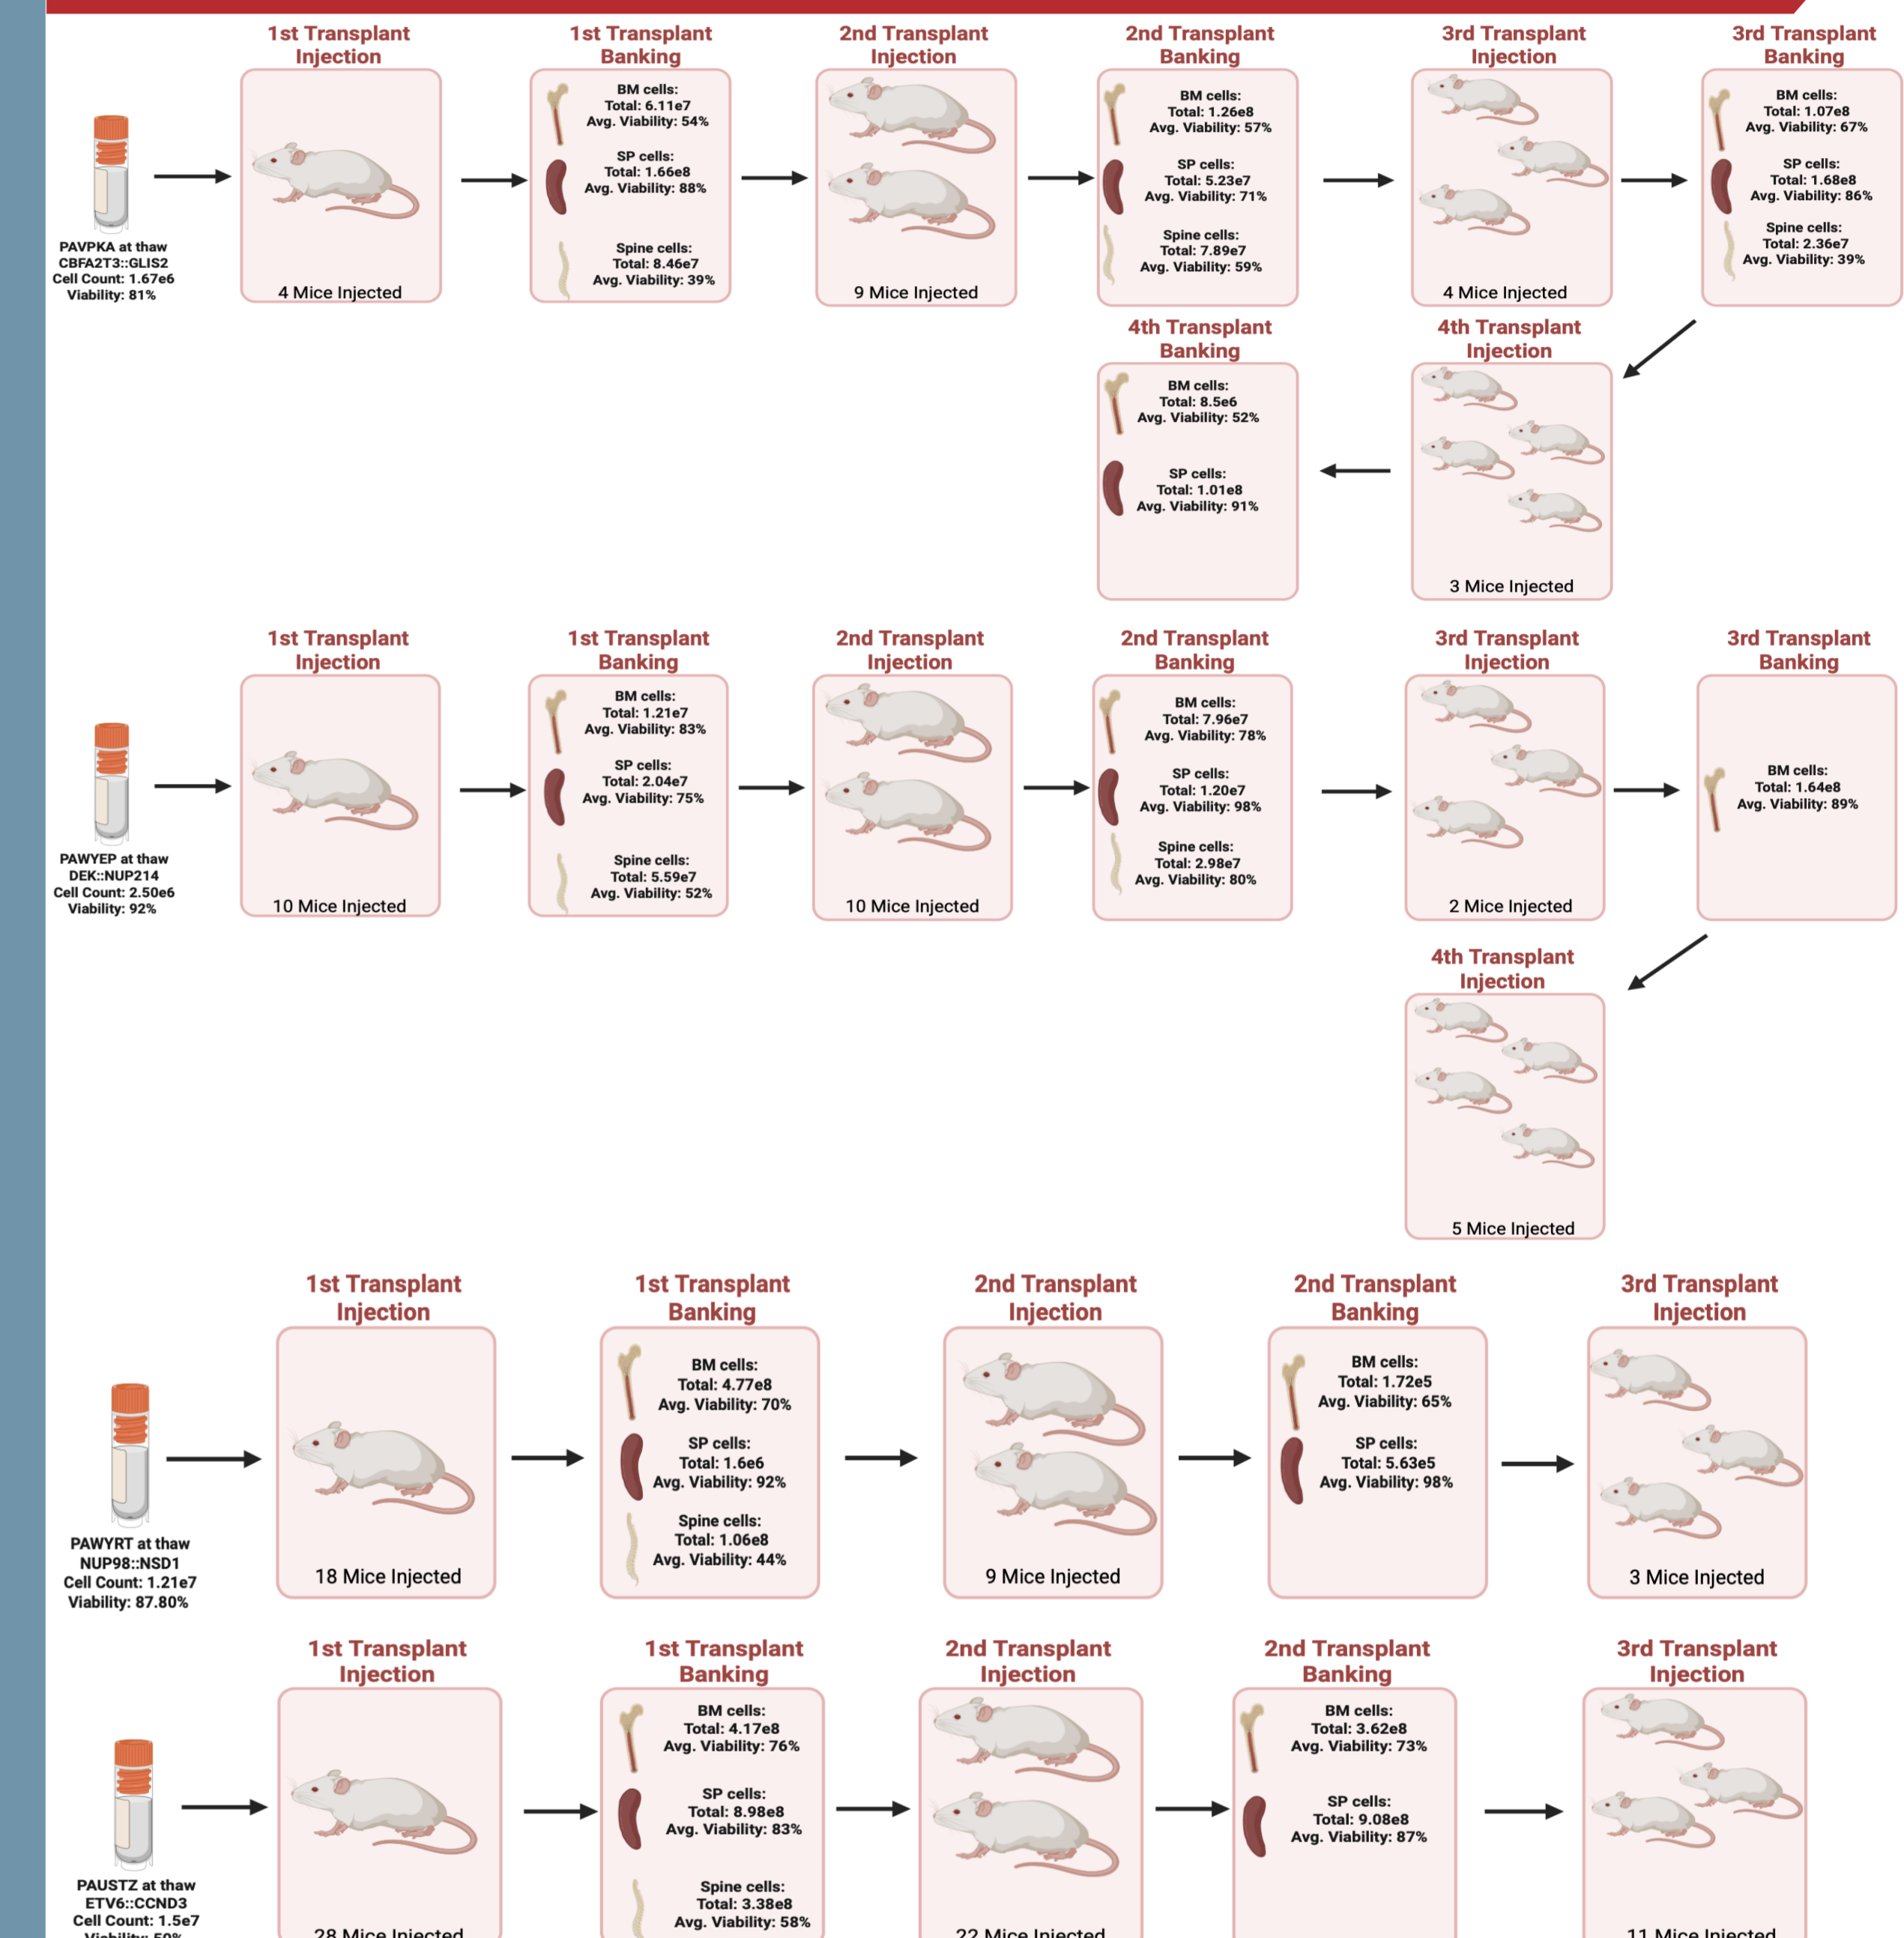 1st Transplant
Injection
1st Transplant
Banking
2nd Transplant
Injection
2nd Transplant
Banking
3rd Transplant
Injection
3rd Transplant
Banking
PAVPKA at thaw
CBFA2T3::GLIS2
Cell Count: 1.67e6
Viability: 81%
4 Mice Injected
BM cells:
Total: 6.11e7
Avg. Viability: 54%
SP cells:
Total: 1.66e8
Avg. Viability: 88%
Spine cells:
Total: 8.46e7
Avg. Viability: 39%
9 Mice Injected
BM cells:
Total: 1.26e8
Avg. Viability: 57%
SP cells:
Total: 5.23e7
Avg. Viability: 71%
Spine cells:
Total: 7.89e7
Avg. Viability: 59%
4 Mice Injected
BM cells:
Total: 1.07e8
Avg. Viability: 67%
SP cells:
Total: 1.68e8
Avg. Viability: 86%
Spine cells:
Total: 2.36e7
Avg. Viability: 39%
4th Transplant
Injection
3 Mice Injected
4th Transplant
Banking
BM cells:
Total: 8.5e6
Avg. Viability: 52%
SP cells:
Total: 1.01e8
Avg. Viability: 91%
1st Transplant
Injection
1st Transplant
Banking
2nd Transplant
Injection
2nd Transplant
Banking
3rd Transplant
Injection
3rd Transplant
Banking
PAWYEP at thaw
DEK::NUP214
Cell Count: 2.50e6
Viability: 92%
10 Mice Injected
BM cells:
Total: 1.21e7
Avg. Viability: 83%
SP cells:
Total: 2.04e7
Avg. Viability: 75%
Spine cells:
Total: 5.59e7
Avg. Viability: 52%
10 Mice Injected
BM cells:
Total: 7.96e7
Avg. Viability: 78%
SP cells:
Total: 1.20e7
Avg. Viability: 98%
Spine cells:
Total: 2.98e7
Avg. Viability: 80%
2 Mice Injected
BM cells:
Total: 1.64e8
Avg. Viability: 89%
4th Transplant
Injection
5 Mice Injected
1st Transplant
Injection
1st Transplant
Banking
2nd Transplant
Injection
2nd Transplant
Banking
3rd Transplant
Injection
PAWYRT at thaw
NUP98::NSD1
Cell Count: 1.21e7
Viability: 87.80%
18 Mice Injected
BM cells:
Total: 4.77e8
Avg. Viability: 70%
SP cells:
Total: 1.6e6
Avg. Viability: 92%
Spine cells:
Total: 1.06e8
Avg. Viability: 44%
9 Mice Injected
BM cells:
Total: 1.72e5
Avg. Viability: 65%
SP cells:
Total: 5.63e5
Avg. Viability: 98%
3 Mice Injected
1st Transplant
Injection
1st Transplant
Banking
2nd Transplant
Injection
2nd Transplant
Banking
3rd Transplant
Injection
PAUSTZ at thaw
ETV6::CCND3
Cell Count: 1.5e7
Viability: 50%
28 Mice Injected
BM cells:
Total: 4.17e8
Avg. Viability: 76%
SP cells:
Total: 8.98e8
Avg. Viability: 83%
Spine cells:
Total: 3.38e8
Avg. Viability: 58%
22 Mice Injected
BM cells:
Total: 3.62e8
Avg. Viability: 73%
SP cells:
Total: 9.08e8
Avg. Viability: 87%
11 Mice Injected